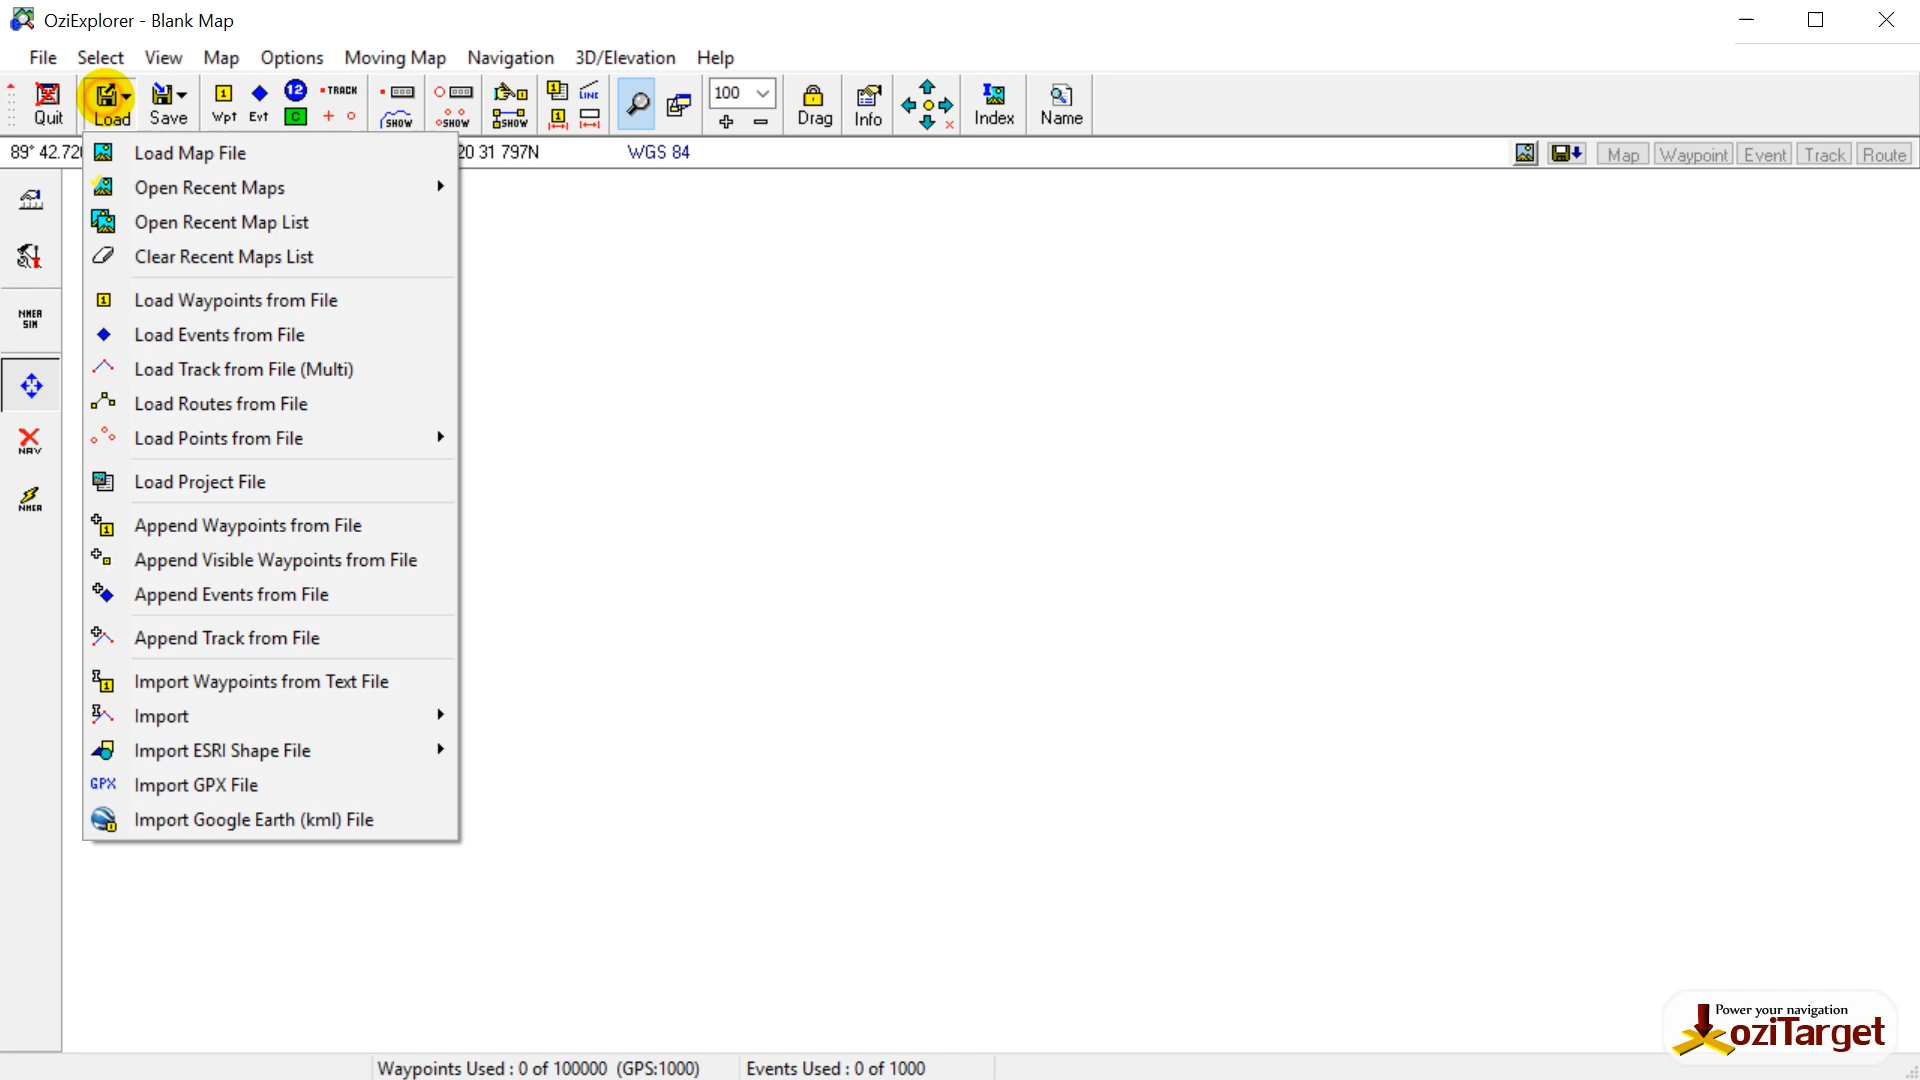 OziExplorer - Blank Map
File Select View Map Options Moving Map Navigation 3D/Elevation Help
Quit Load Save Wpt Evt 12 C TRACK SHOW SHOW SHOW LINE 100 Drag Info Index Name
89° 42.72
20 31 797N WGS 84 Map Waypoint Event Track Route
NMEA SIM
NAV
NMEA
Load Map File
Open Recent Maps
Open Recent Map List
Clear Recent Maps List
Load Waypoints from File
Load Events from File
Load Track from File (Multi)
Load Routes from File
Load Points from File
Load Project File
Append Waypoints from File
Append Visible Waypoints from File
Append Events from File
Append Track from File
Import Waypoints from Text File
Import
Import ESRI Shape File
GPX Import GPX File
Import Google Earth (kml) File
Power your navigation
oziTarget
Waypoints Used : 0 of 100000 (GPS:1000) Events Used : 0 of 1000